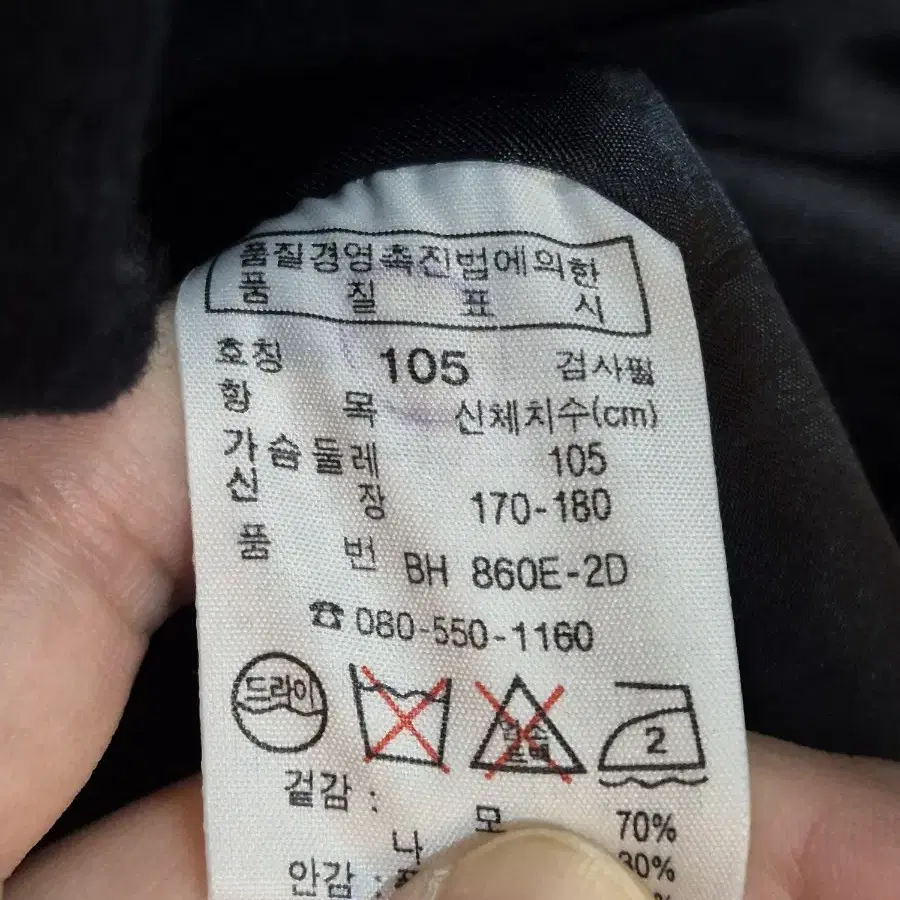 품질경영촉진법에의한
품 질 표 시
호칭 105 검사필
항 목 신체치수(cm)
가슴둘레 105
신 장 170-180
품 번 BH 860E-2D
☎ 080-550-1160
드라이
2
겉감 : 모 70%
나 30%
안감 :